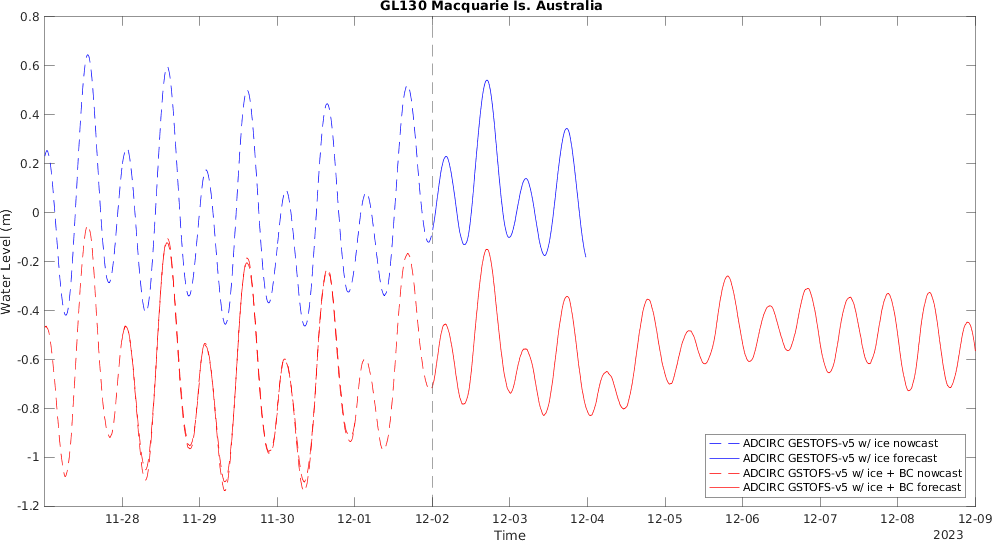 GL130 Macquarie Is. Australia
0.8
0.6
0.4
0.2
0
-0.2
-0.4
-0.6
-0.8
-1
-1.2
Water Level (m)
11-28 11-29 11-30 12-01 12-02 12-03 12-04 12-05 12-06 12-07 12-08 12-09
Time
2023
ADCIRC GESTOFS-v5 w/ ice nowcast
ADCIRC GESTOFS-v5 w/ ice forecast
ADCIRC GSTOFS-v5 w/ ice + BC nowcast
ADCIRC GSTOFS-v5 w/ ice + BC forecast